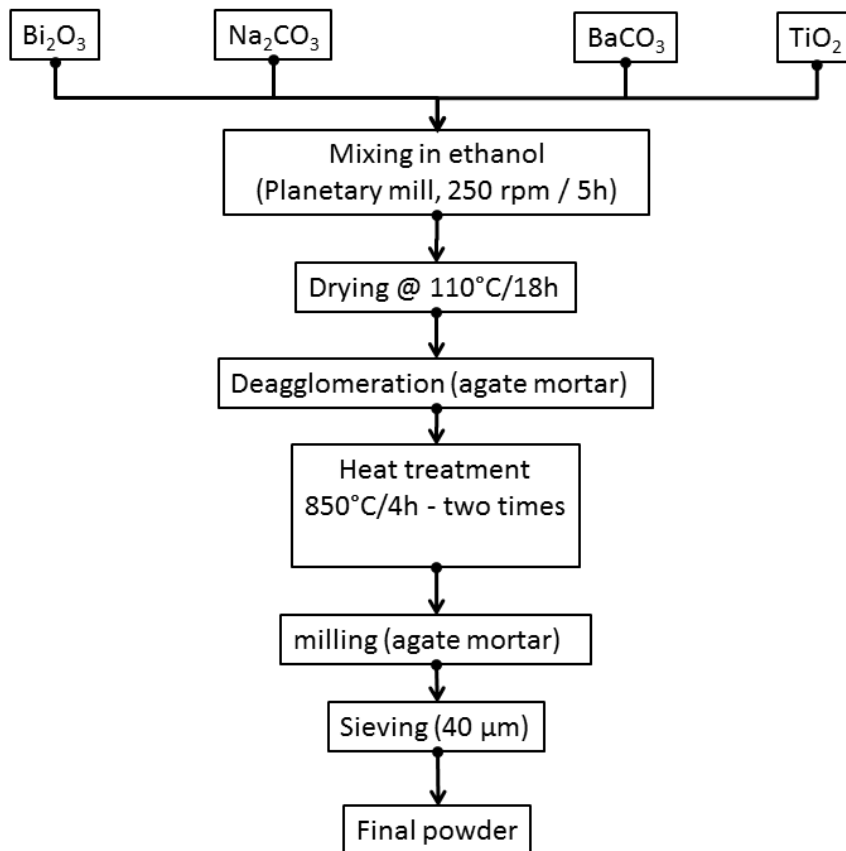 Bi₂O₃
Na₂CO₃
BaCO₃
TiO₂
Mixing in ethanol
(Planetary mill, 250 rpm / 5h)
Drying @ 110°C/18h
Deagglomeration (agate mortar)
Heat treatment
850°C/4h - two times
milling (agate mortar)
Sieving (40 µm)
Final powder